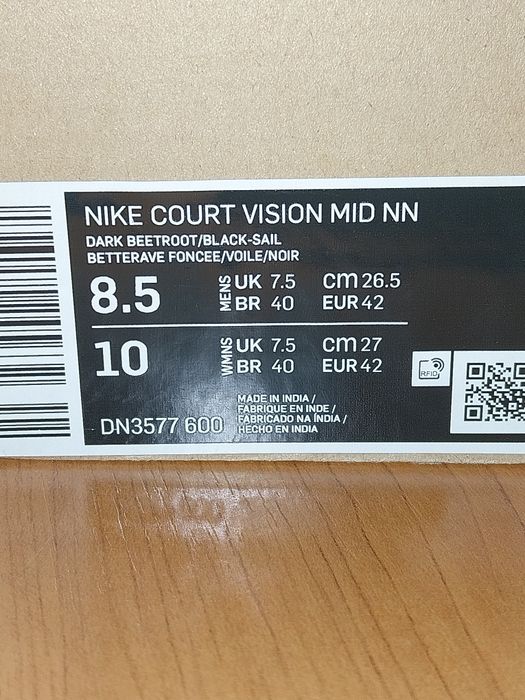 NIKE COURT VISION MID NN
DARK BEETROOT/BLACK-SAIL
BETTERAVE FONCEE/VOILE/NOIR
8.5 MENS UK 7.5 cm 26.5
BR 40 EUR 42
10 WMNS UK 7.5 cm 27
BR 40 EUR 42
RFID
DN3577 600
MADE IN INDIA/
FABRIQUE EN INDE/
FABRICADO NA ÍNDIA/
HECHO EN INDIA